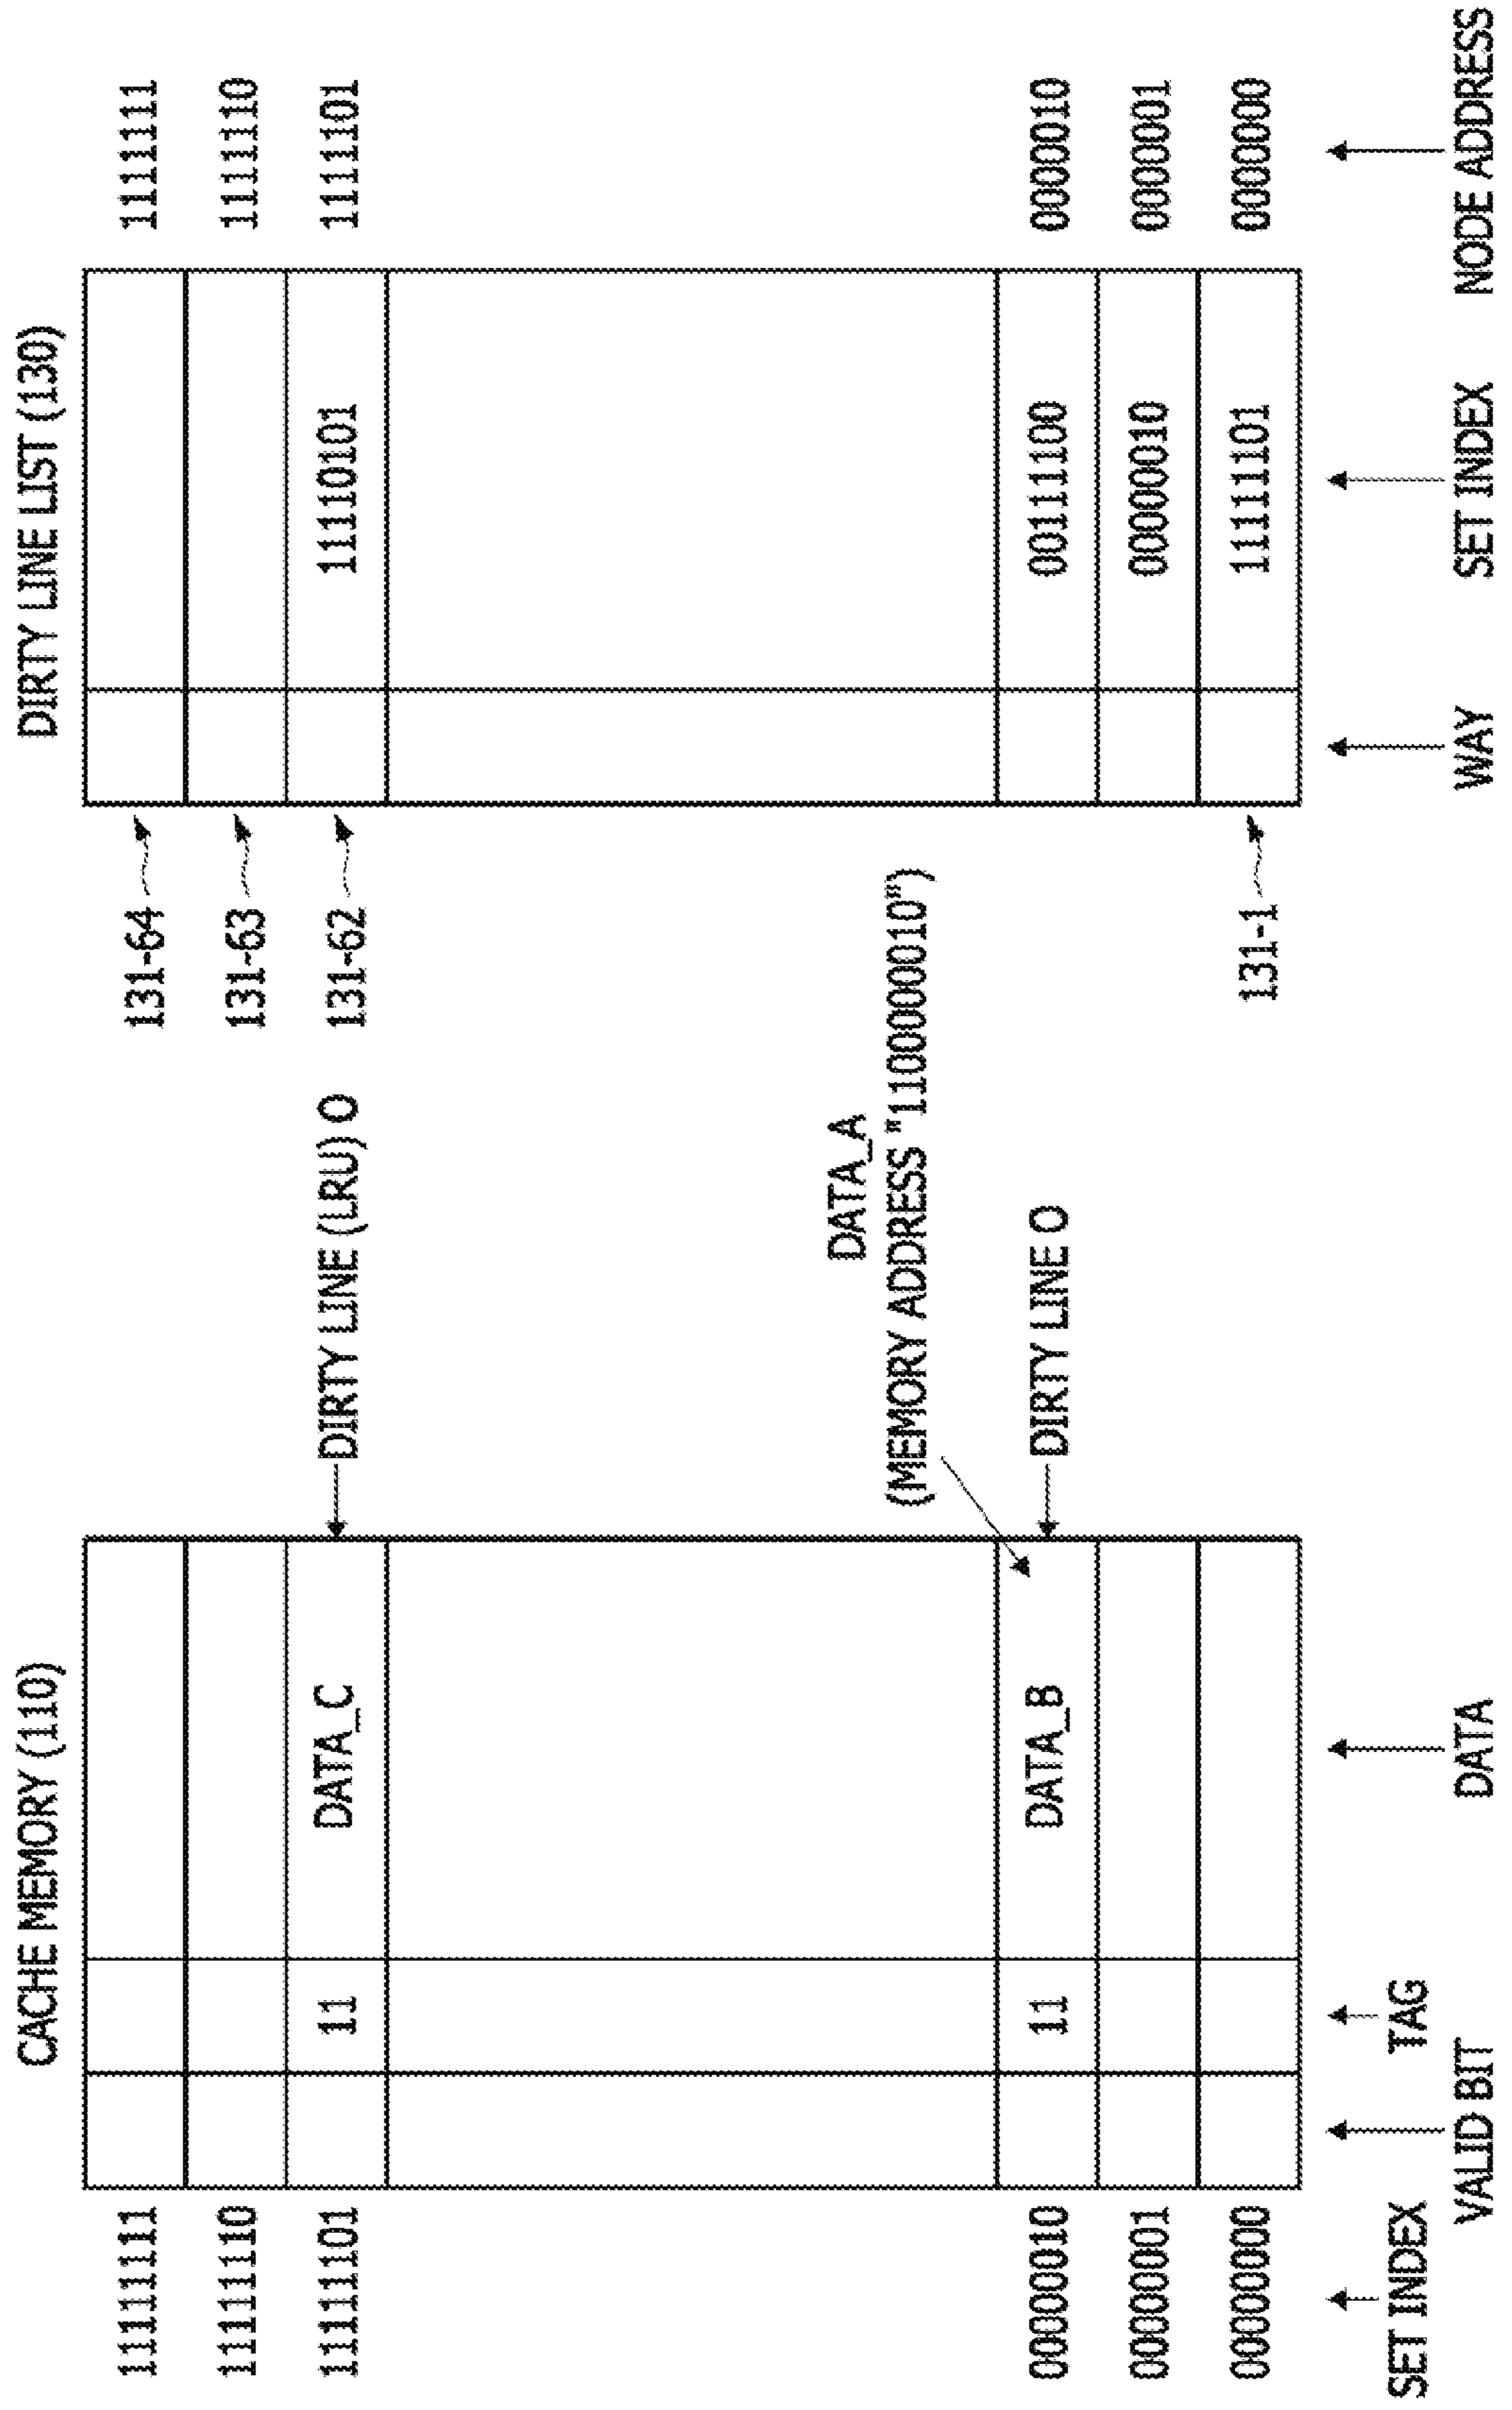 CACHE MEMORY (110)
11111111
11111110
11111101 11 DATA_C
DIRTY LINE (LRU) O
DATA_A
(MEMORY ADDRESS "1100000010")
00000010 11 DATA_B
DIRTY LINE O
00000001
00000000
SET INDEX
VALID BIT
TAG
DATA
DIRTY LINE LIST (130)
131-64 1111111
131-63 1111110
131-62 11110101 1111101
00111100 0000010
00000010 0000001
131-1 11111101 0000000
WAY
SET INDEX
NODE ADDRESS